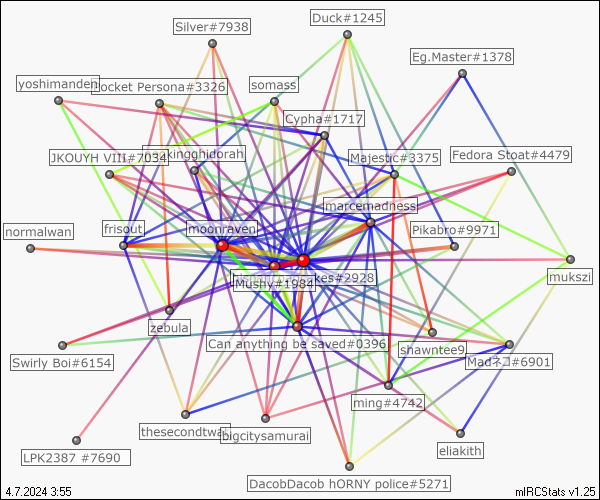 Duck#1245
Silver#7938
Eg.Master#1378
yoshimanden
ocket Persona#3326
somass
Cypha#1717
JKOUYH VIII#7034
kingghidorah
Majestic#3375
Fedora Stoat#4479
marcemadness
normalwan
frisout
moonraven
Pikabro#9971
kes#2928
Mushy#1984
mukszi
zebula
Can anything be saved#0396
shawntee9
Swirly Boi#6154
Madネコ#6901
ming#4742
thesecondtwar
bigcitysamurai
eliakith
LPK2387 #7690
DacobDacob hORNY police#5271
4.7.2024 3:55
mIRCStats v1.25